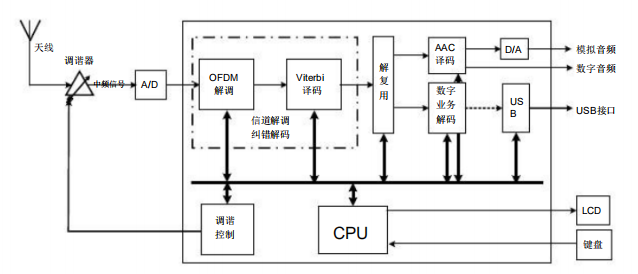 天线
调谐器
中频信号
A/D
OFDM
解调
Viterbi
译码
信道解调
纠错解码
解
复
用
AAC
译码
D/A
模拟音频
数字音频
数字
业务
解码
US
B
USB接口
调谐
控制
CPU
LCD
键盘